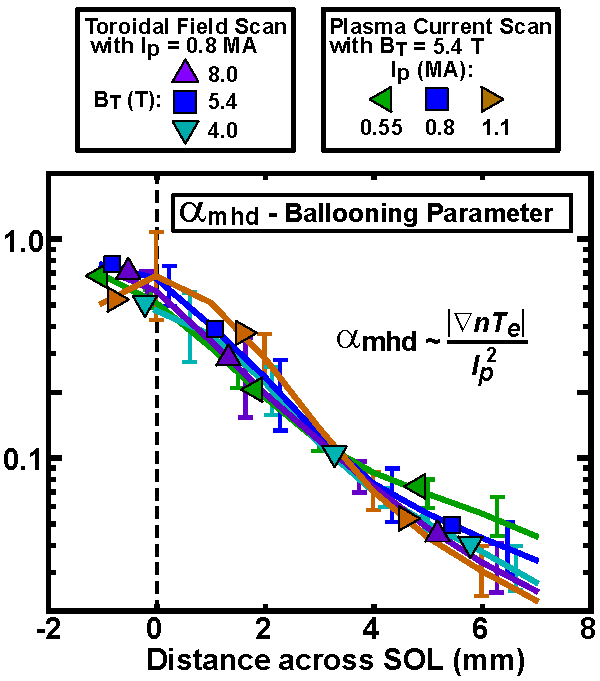 Toroidal Field Scan
with Ip = 0.8 MA
8.0
BT (T): 5.4
4.0
Plasma Current Scan
with BT = 5.4 T
Ip (MA):
0.55 0.8 1.1
αmhd - Ballooning Parameter
αmhd ~ |∇nTe| / Ip²
1.0
0.1
-2 0 2 4 6 8
Distance across SOL (mm)